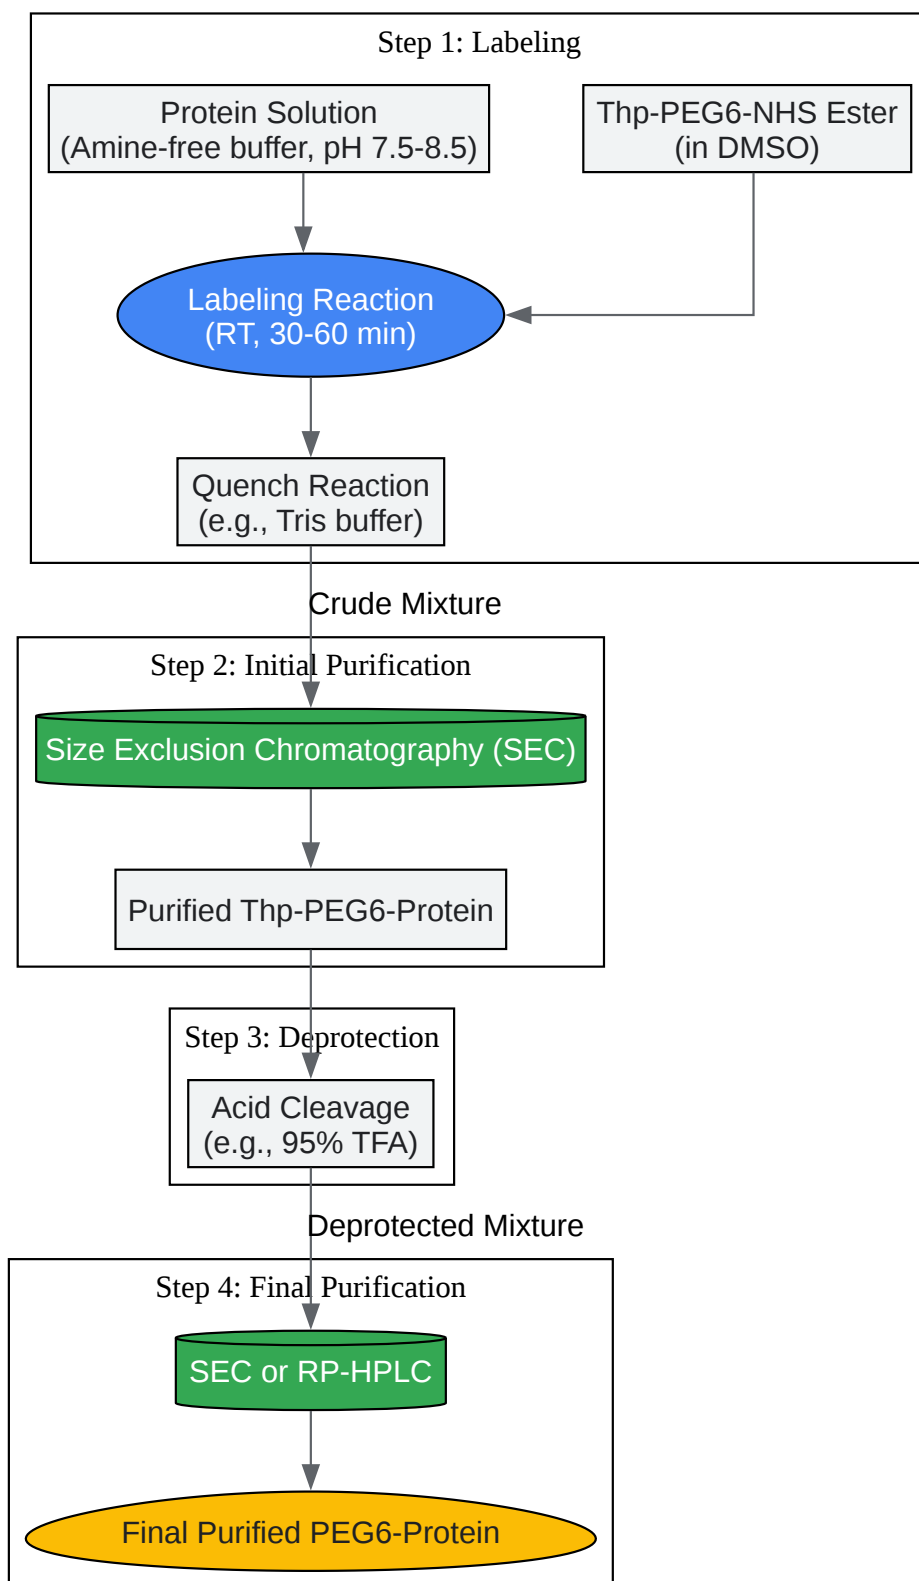 Step 1: Labeling
Protein Solution
(Amine-free buffer, pH 7.5-8.5)
Thp-PEG6-NHS Ester
(in DMSO)
Labeling Reaction
(RT, 30-60 min)
Quench Reaction
(e.g., Tris buffer)
Crude Mixture
Step 2: Initial Purification
Size Exclusion Chromatography (SEC)
Purified Thp-PEG6-Protein
Step 3: Deprotection
Acid Cleavage
(e.g., 95% TFA)
Deprotected Mixture
Step 4: Final Purification
SEC or RP-HPLC
Final Purified PEG6-Protein